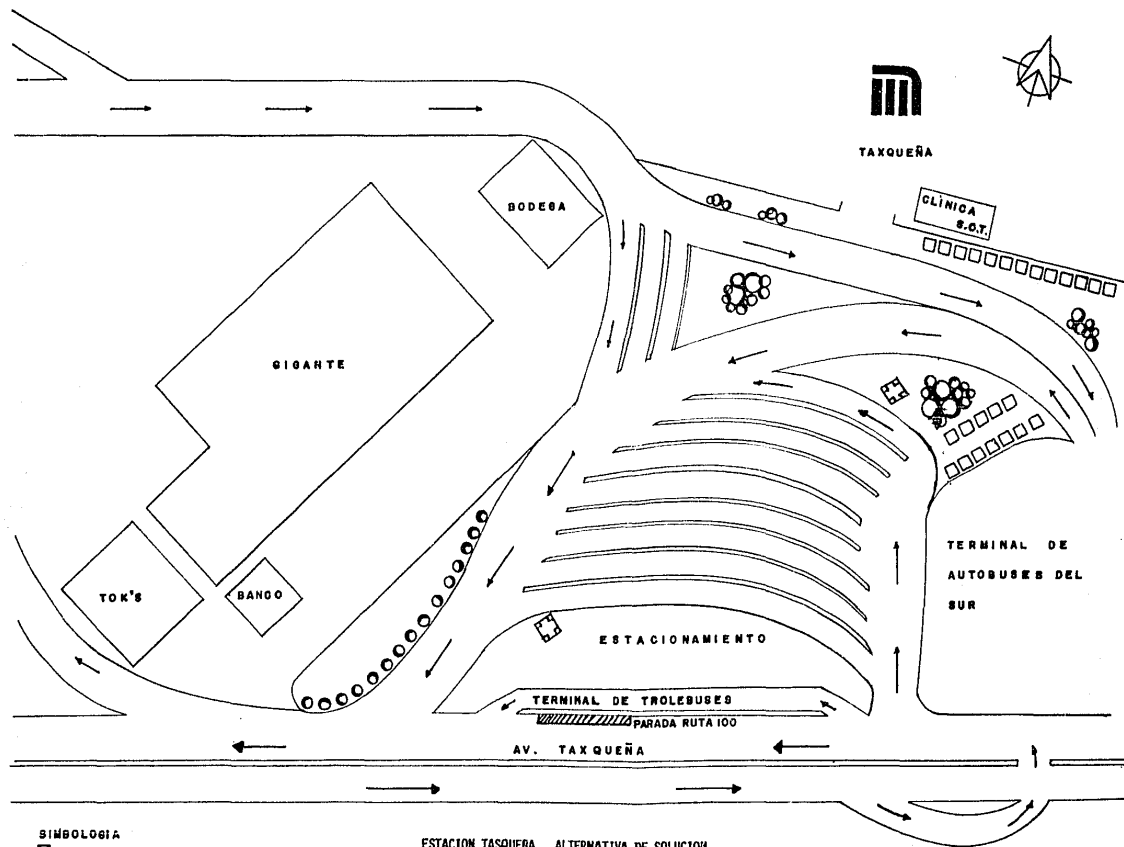 TAXQUEÑA
CLÍNICA
S.C.T.
BODEGA
GIGANTE
TERMINAL DE
AUTOBUSES DEL
SUR
TOK'S
BANCO
ESTACIONAMIENTO
TERMINAL DE TROLEBUSES
PARADA RUTA 100
AV. TAXQUEÑA
SIMBOLOGIA
ESTACION TASQUEÑA ALTERNATIVA DE SOLUCION